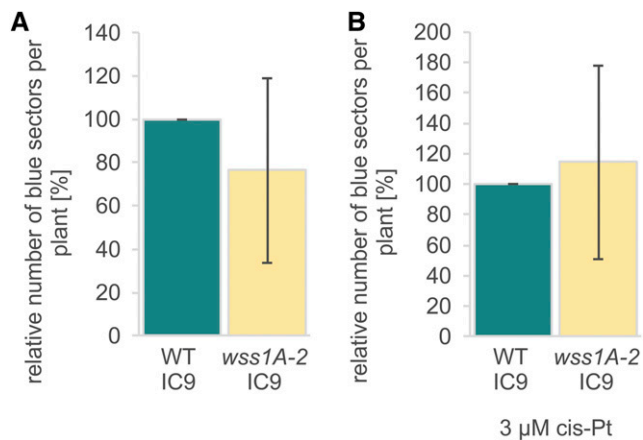 A
relative number of blue sectors per
plant [%]
140
120
100
80
60
40
20
0
WT
IC9
wss1A-2
IC9
B
relative number of blue sectors per
plant [%]
200
180
160
140
120
100
80
60
40
20
0
WT
IC9
wss1A-2
IC9
3 µM cis-Pt